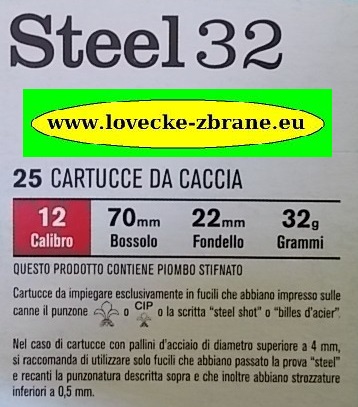 Steel 32
www.lovecke-zbrane.eu
25 CARTUCCE DA CACCIA
12 70mm 22mm 32g
Calibro Bossolo Fondello Grammi
QUESTO PRODOTTO CONTIENE PIOMBO STIFNATO
Cartucce da impiegare esclusivamente in fucili che abbiano impresso sulle
canne il punzone o CIP o la scritta "steel shot" o "billes d'acier".
Nel caso di cartucce con pallini d'acciaio di diametro superiore a 4 mm,
si raccomanda di utilizzare solo fucili che abbiano passato la prova "steel"
e recanti la punzonatura descritta sopra e che inoltre abbiano strozzature
inferiori a 0,5 mm.